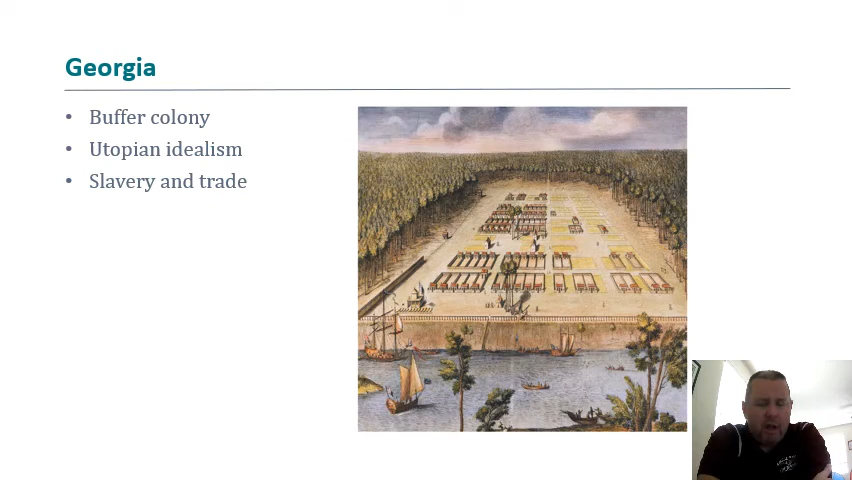 Georgia
• Buffer colony
• Utopian idealism
• Slavery and trade